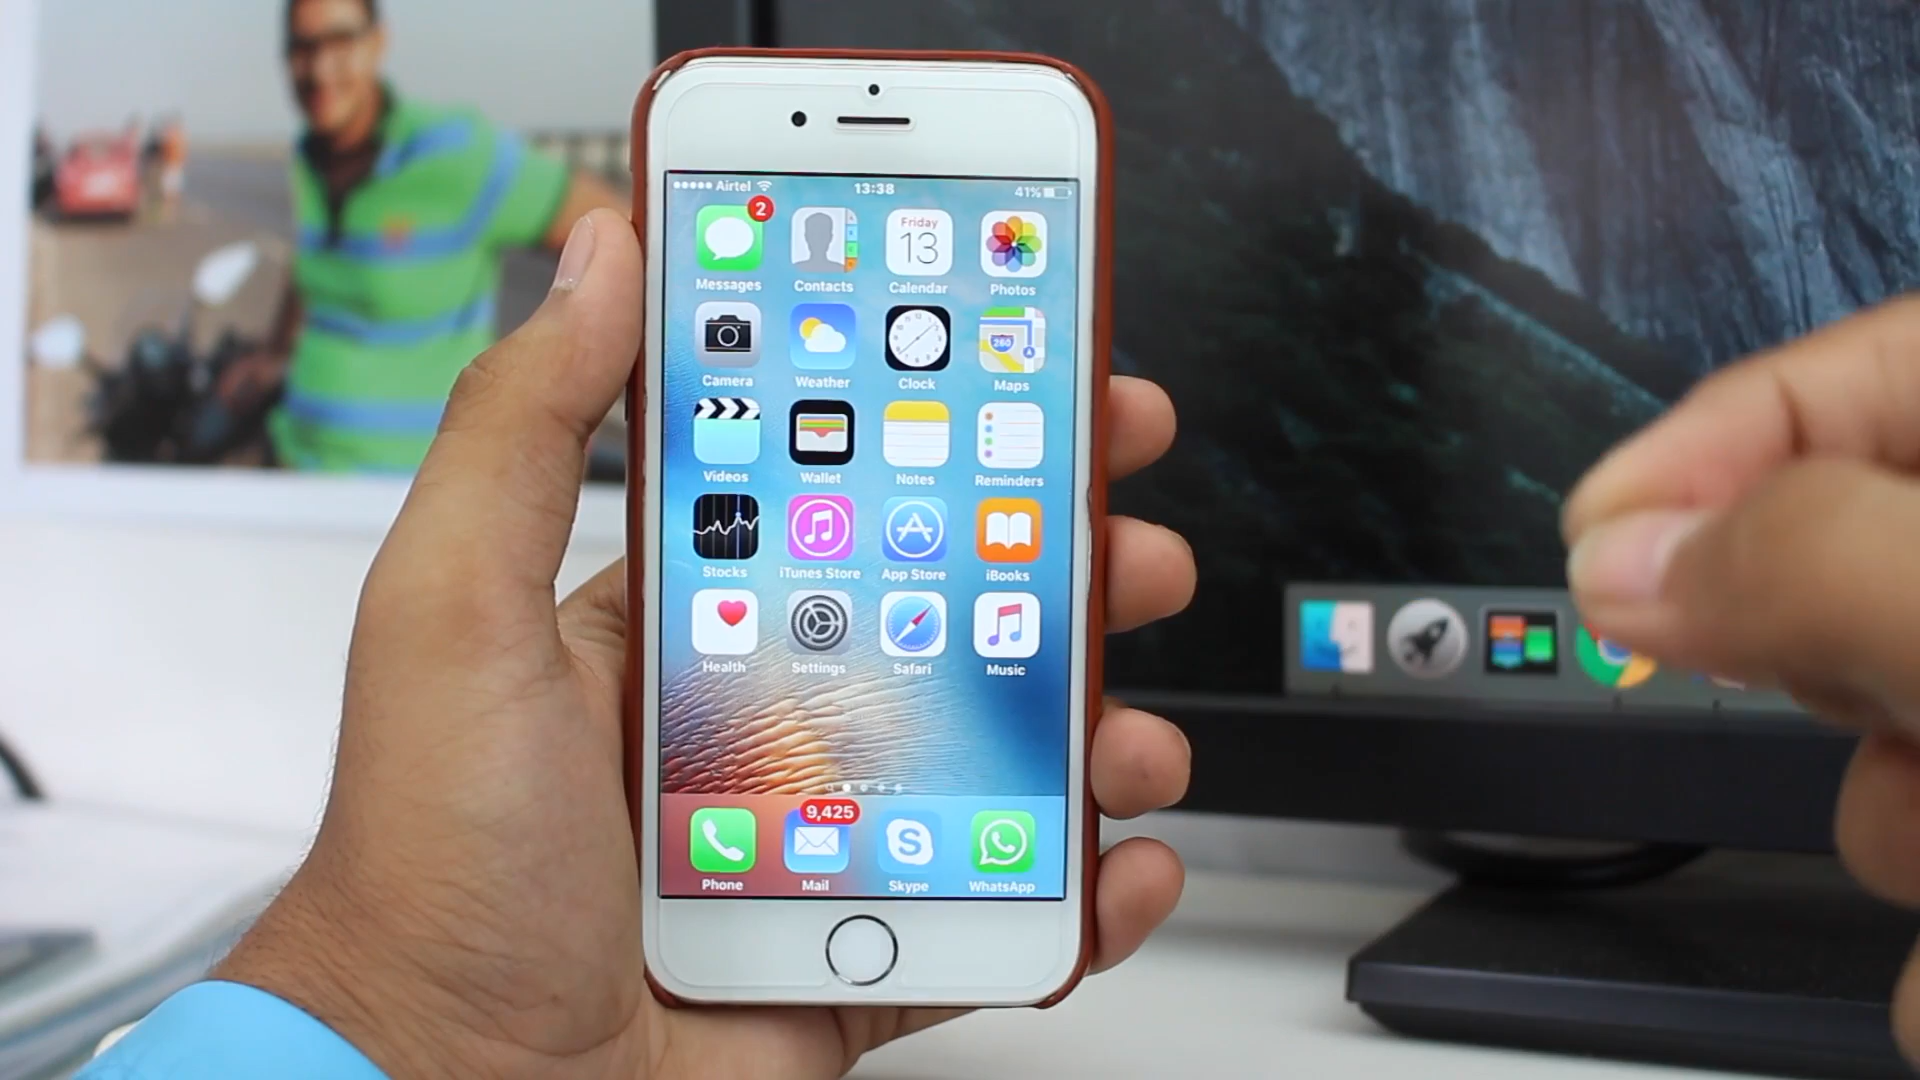 Airtel 13:38 41%
2
Friday
13
Messages Contacts Calendar Photos
260
Camera Weather Clock Maps
Videos Wallet Notes Reminders
Stocks iTunes Store App Store iBooks
Health Settings Safari Music
9,425
Phone Mail Skype WhatsApp